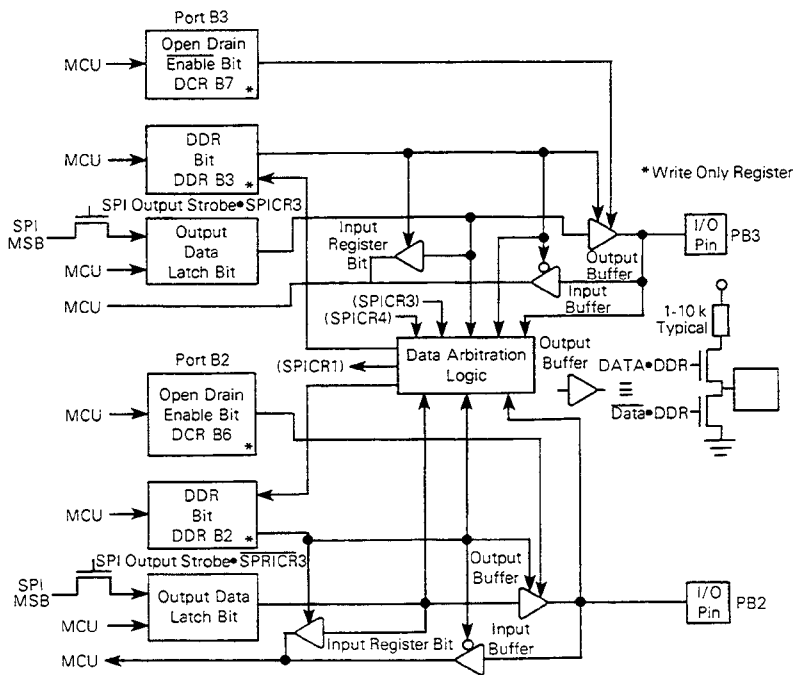 Port B3
Open Drain
Enable Bit
DCR B7
*
MCU
DDR
Bit
DDR B3
*
MCU
* Write Only Register
SPI Output Strobe•SPICR3
SPI
MSB
Output
Data
Latch Bit
MCU
MCU
Input
Register
Bit
Output
Buffer
Input
Buffer
I/O
Pin
PB3
(SPICR3)
(SPICR4)
1-10 k
Typical
Data Arbitration
Logic
(SPICR1)
Output
Buffer
≡
DATA•DDR
Data•DDR
Port B2
Open Drain
Enable Bit
DCR B6
*
MCU
DDR
Bit
DDR B2
*
MCU
SPI Output Strobe•SPRICR3
SPI
MSB
Output Data
Latch Bit
MCU
MCU
Output
Buffer
Input Register Bit
Input
Buffer
I/O
Pin
PB2